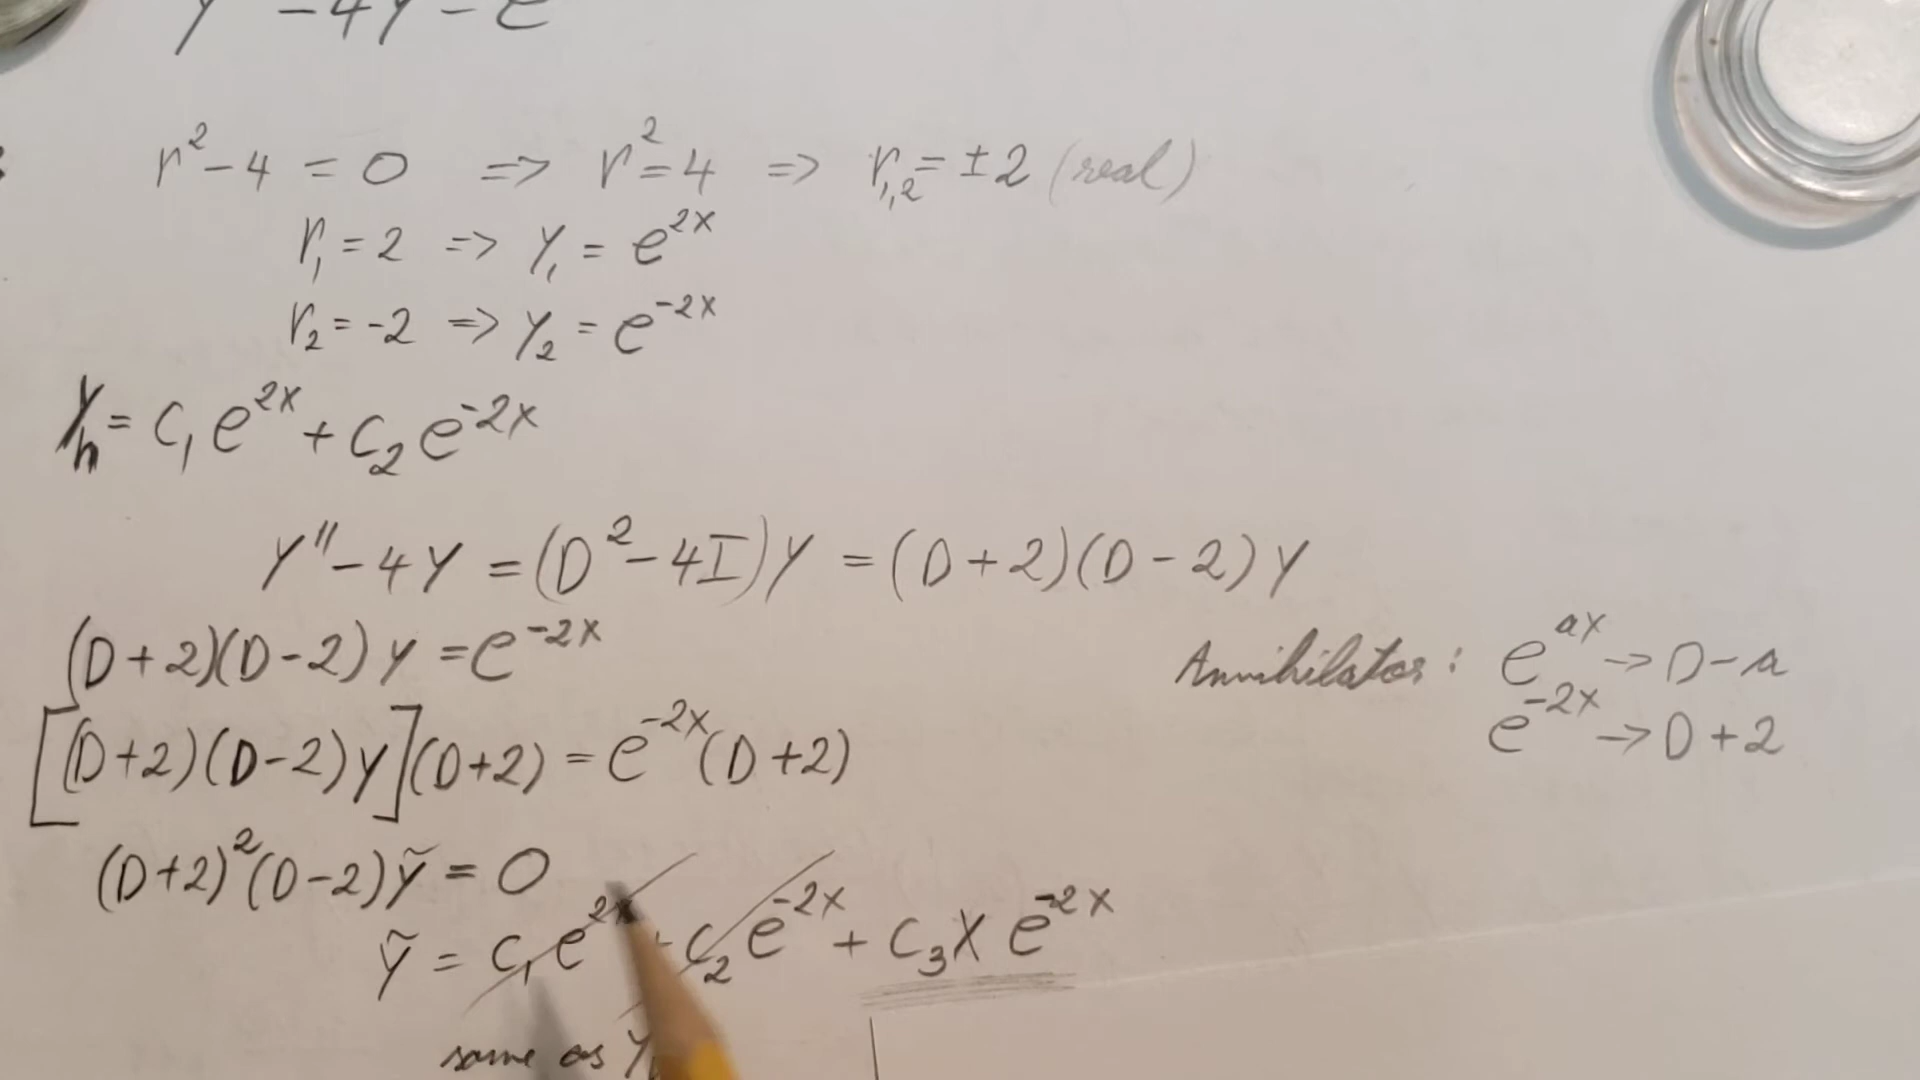 y'' - 4y = e
r² - 4 = 0 => r² = 4 => r₁,₂ = ±2 (real)
r₁ = 2 => y₁ = e^{2x}
r₂ = -2 => y₂ = e^{-2x}
y_h = c₁e^{2x} + c₂e^{-2x}
y'' - 4y = (D² - 4I)y = (D+2)(D-2)y
(D+2)(D-2)y = e^{-2x}
Annihilator: e^{ax} -> D-a
e^{-2x} -> D+2
[(D+2)(D-2)y](D+2) = e^{-2x}(D+2)
(D+2)²(D-2)ỹ = 0
ỹ = c₁e^{2x} + c₂e^{-2x} + c₃xe^{-2x}
same as y